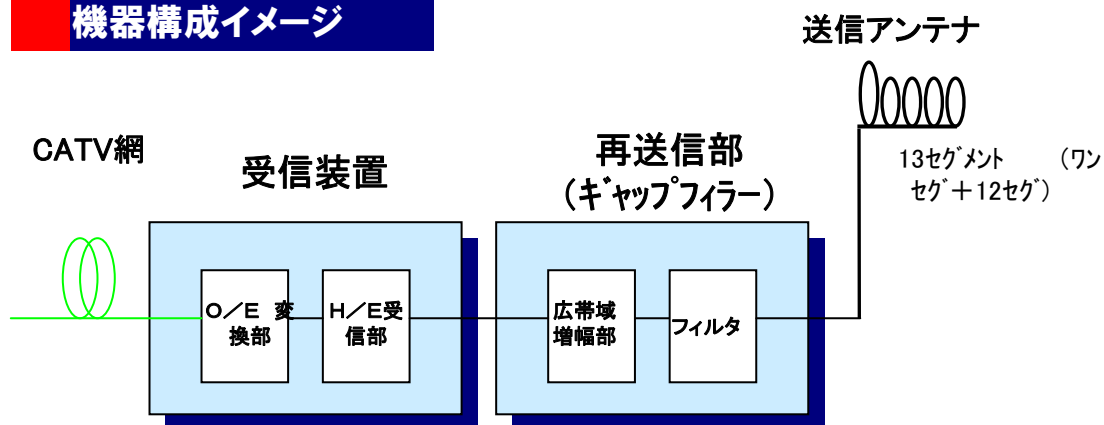 機器構成イメージ
送信アンテナ
CATV網
受信装置
再送信部
(ギャップフィラー)
13セグメント　　(ワン
セグ+12セグ)
O/E 変
換部
H/E受
信部
広帯域
増幅部
フィルタ